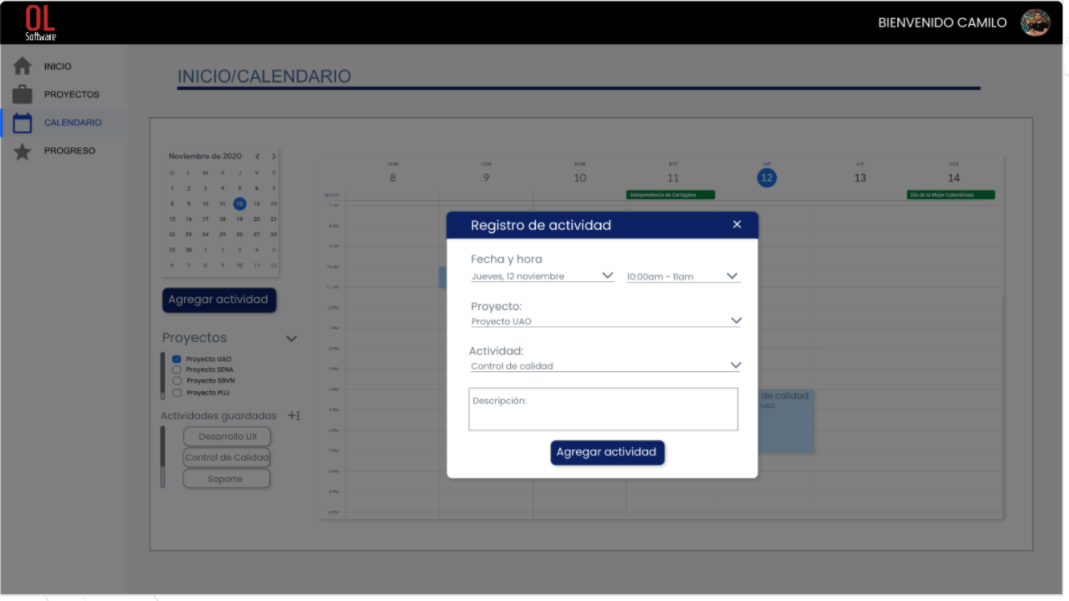 OL
Software
BIENVENIDO CAMILO
INICIO
PROYECTOS
CALENDARIO
PROGRESO
INICIO/CALENDARIO
Noviembre de 2020 < >
D L M X J V S
1 2 3 4 5 6 7
8 9 10 11 12 13 14
15 16 17 18 19 20 21
22 23 24 25 26 27 28
29 30 1 2 3 4 5
6 7 8 9 10 11 12
Agregar actividad
Proyectos
Proyecto UAO
Proyecto SENA
Proyecto SBVN
Proyecto PUJ
Actividades guardadas
Desarrollo UX
Control de Calidad
Soporte
8 9 10 11 12 13 14
Independencia de Cartagena
Día de la Mujer Colombiana
Registro de actividad
Fecha y hora
Jueves, 12 noviembre
10:00am - 11am
Proyecto:
Proyecto UAO
Actividad:
Control de calidad
Descripción:
Agregar actividad
de calidad
UAO